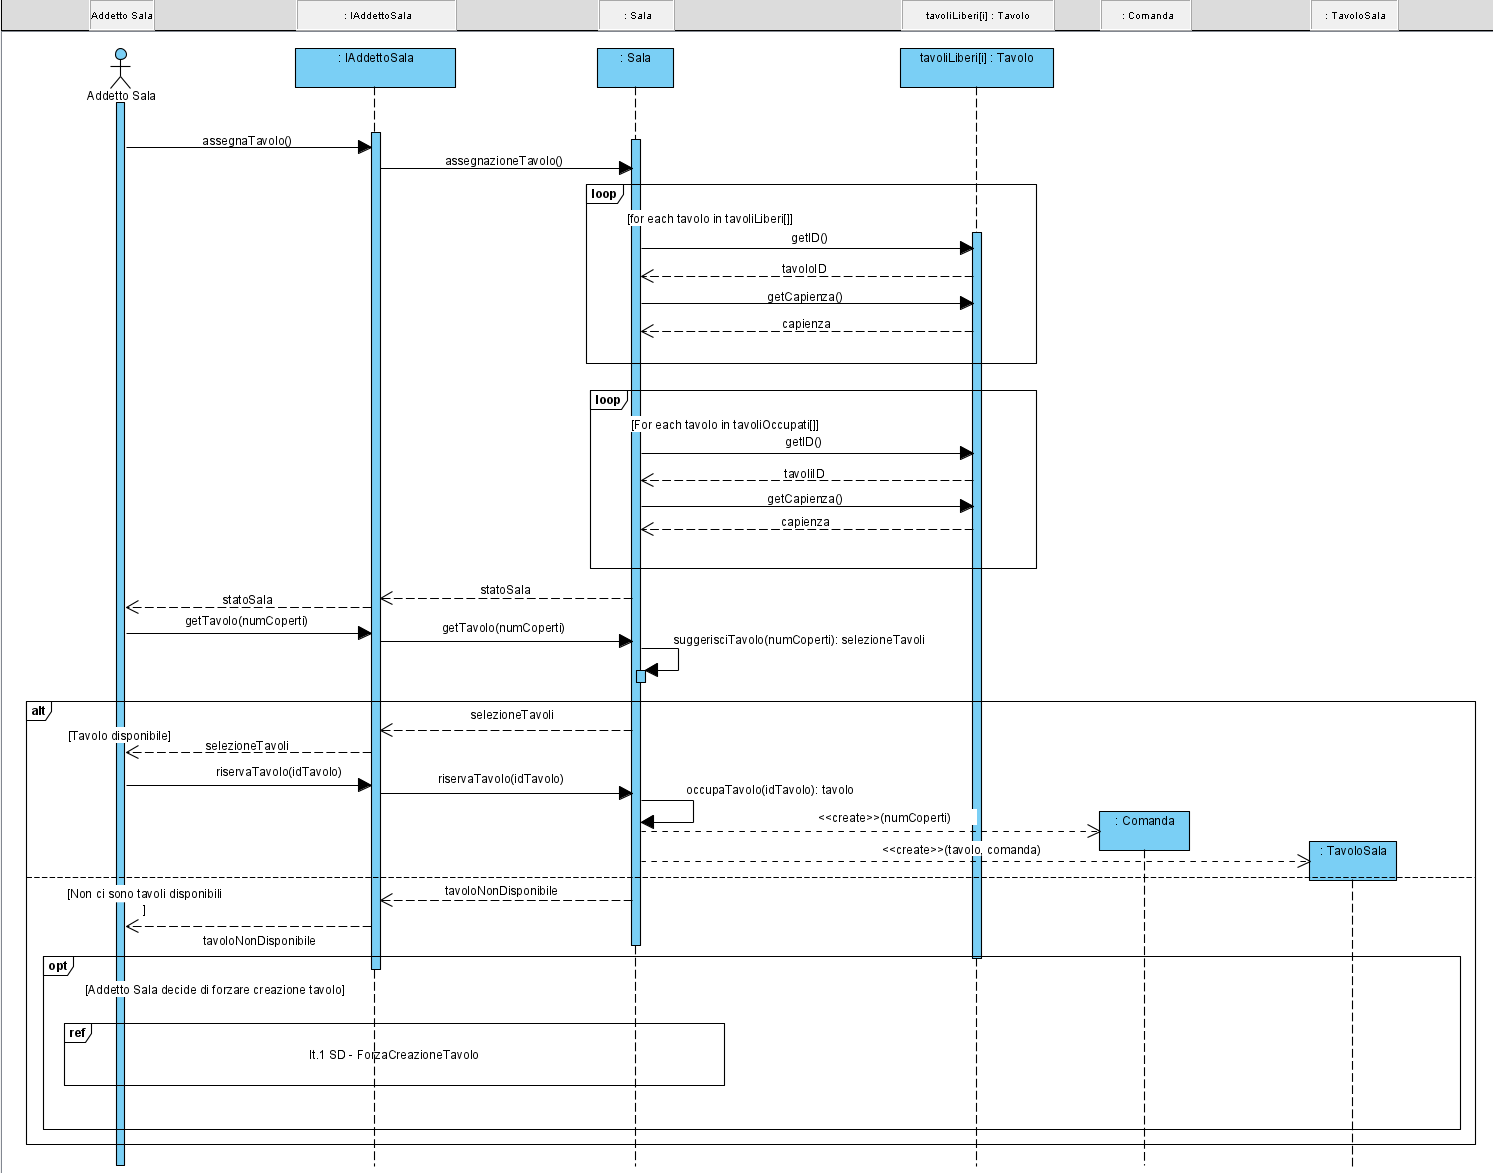 Addetto Sala
: IAddettoSala
: Sala
tavoliLiberi[i] : Tavolo
: Comanda
: TavoloSala
: IAddettoSala
: Sala
tavoliLiberi[i] : Tavolo
Addetto Sala
assegnaTavolo()
assegnazioneTavolo()
loop
[for each tavolo in tavoliLiberi[]]
getID()
tavoloID
getCapienza()
capienza
loop
[For each tavolo in tavoliOccupati[]]
getID()
tavoliID
getCapienza()
capienza
statoSala
statoSala
getTavolo(numCoperti)
getTavolo(numCoperti)
suggerisciTavolo(numCoperti): selezioneTavoli
alt
selezioneTavoli
[Tavolo disponibile]
selezioneTavoli
riservaTavolo(idTavolo)
riservaTavolo(idTavolo)
occupaTavolo(idTavolo): tavolo
<<create>>(numCoperti)
: Comanda
<<create>>(tavolo, comanda)
: TavoloSala
[Non ci sono tavoli disponibili
]
tavoloNonDisponibile
tavoloNonDisponibile
opt
[Addetto Sala decide di forzare creazione tavolo]
ref
It.1 SD - ForzaCreazioneTavolo